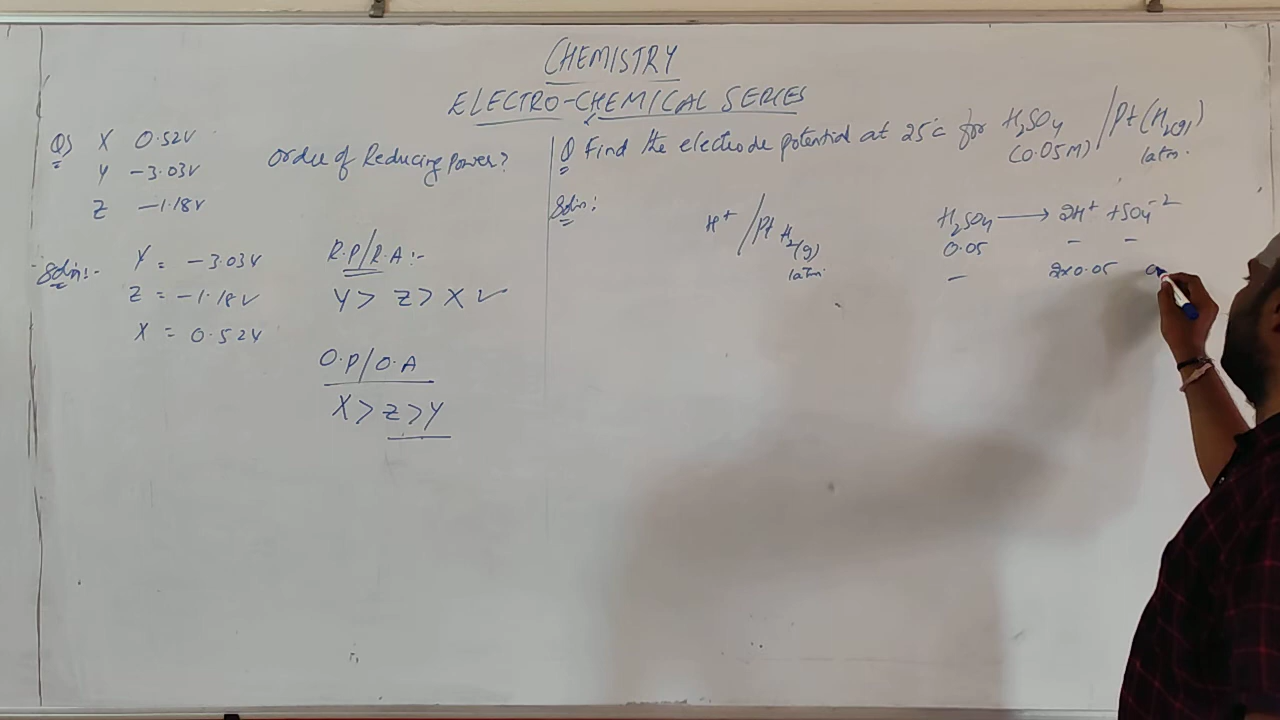 CHEMISTRY
ELECTRO-CHEMICAL SERIES
Q) X 0.52V
Y -3.03V
Z -1.18V
Order of Reducing Power?
Soln:-
Y = -3.03V
Z = -1.18V
X = 0.52V
R.P/R.A:-
Y > Z > X ✓
O.P/O.A
X > Z > Y
Q Find the electrode potential at 25°C for H₂SO₄ / Pt (H₂(g))
(0.05M) 1atm.
Soln:
H⁺ / Pt H₂(g)
1atm.
H₂SO₄ ⟶ 2H⁺ + SO₄⁻²
0.05 - -
- 2x0.05 0